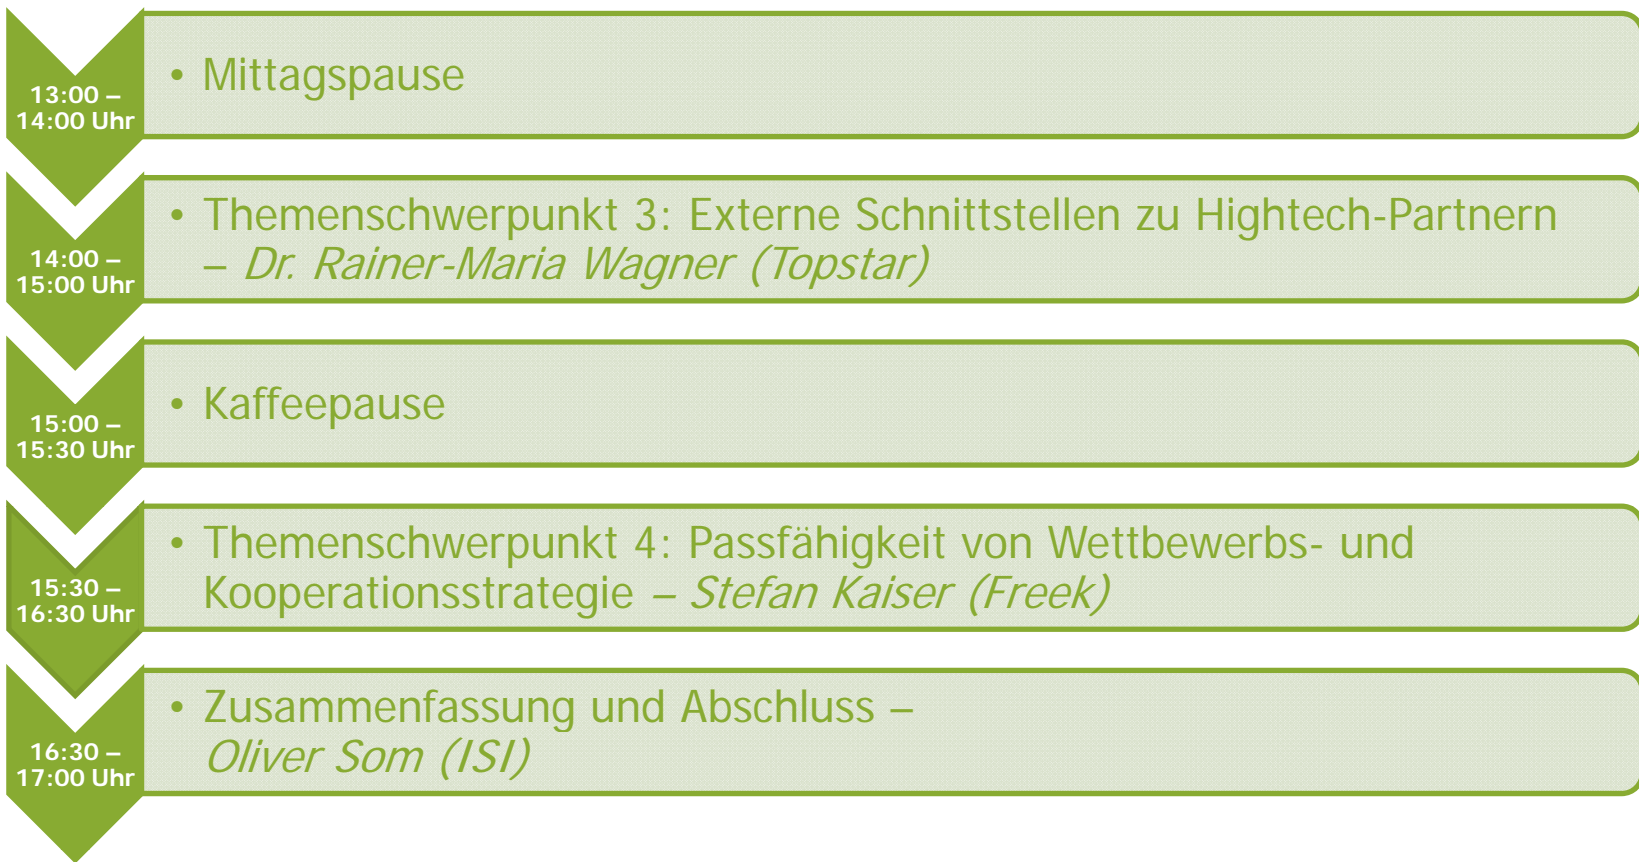 13:00 –
14:00 Uhr
• Mittagspause
14:00 –
15:00 Uhr
• Themenschwerpunkt 3: Externe Schnittstellen zu Hightech-Partnern
– Dr. Rainer-Maria Wagner (Topstar)
15:00 –
15:30 Uhr
• Kaffeepause
15:30 –
16:30 Uhr
• Themenschwerpunkt 4: Passfähigkeit von Wettbewerbs- und
Kooperationsstrategie – Stefan Kaiser (Freek)
16:30 –
17:00 Uhr
• Zusammenfassung und Abschluss –
Oliver Som (ISI)